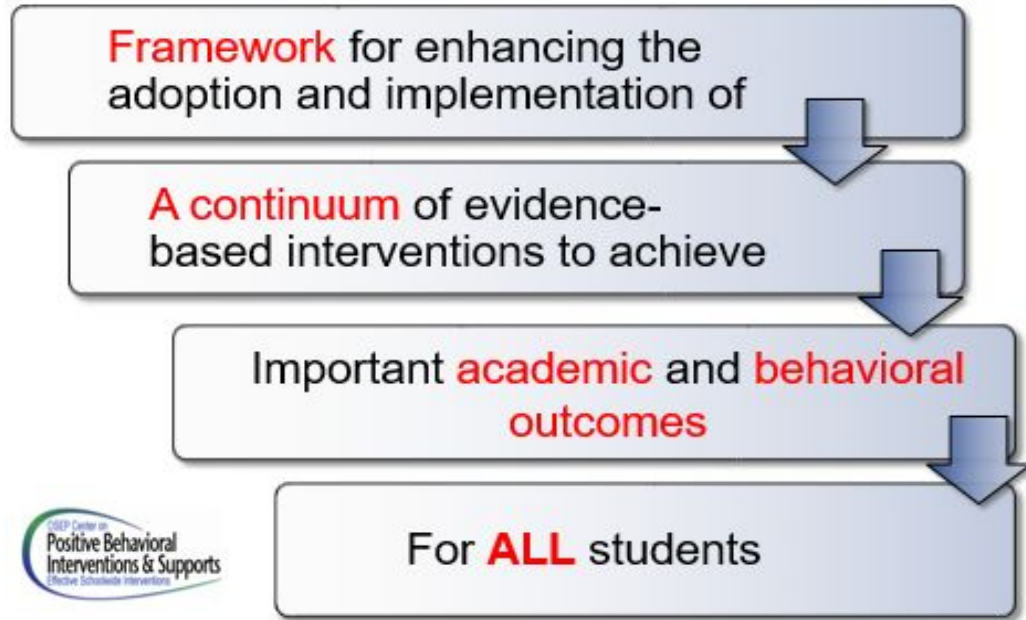 Framework for enhancing the
adoption and implementation of
A continuum of evidence-
based interventions to achieve
Important academic and behavioral
outcomes
For ALL students
OSEP Center on
Positive Behavioral
Interventions & Supports
Effective Schoolwide Interventions